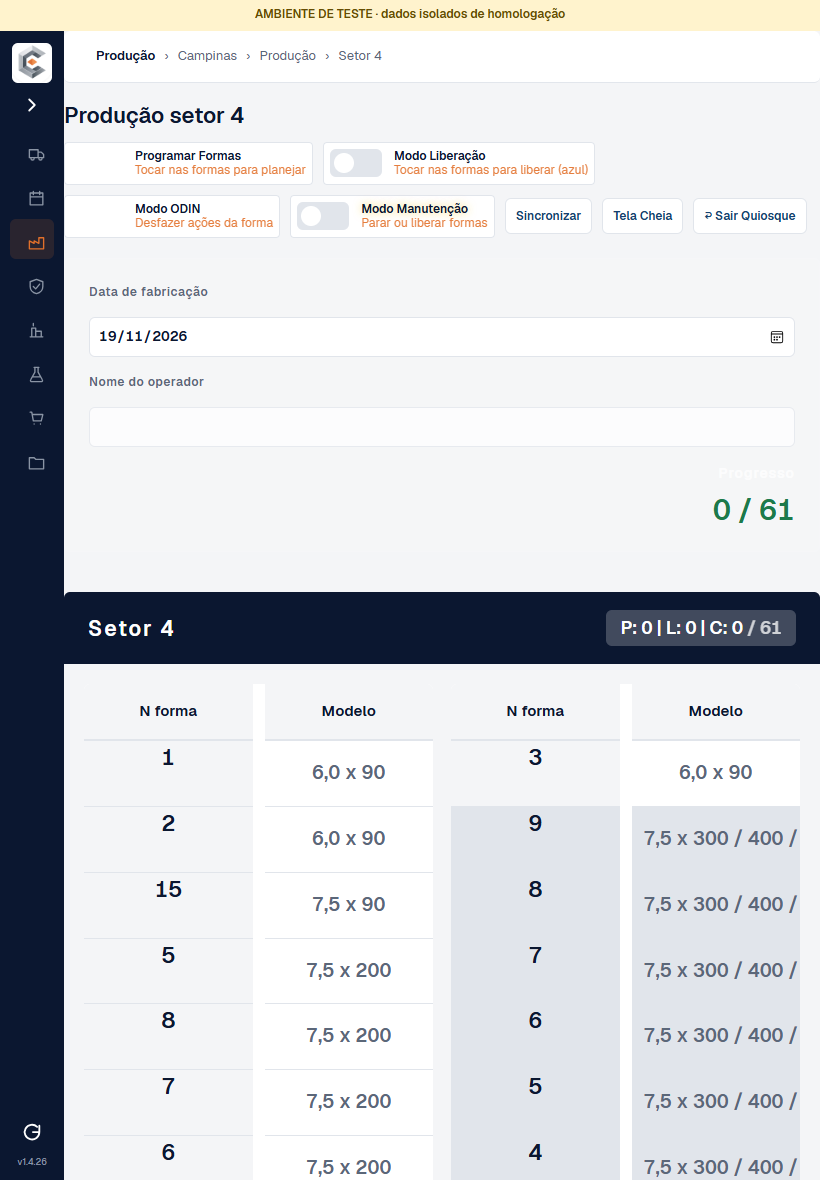 AMBIENTE DE TESTE · dados isolados de homologação
Produção › Campinas › Produção › Setor 4
Produção setor 4
Programar Formas
Tocar nas formas para planejar
Modo Liberação
Tocar nas formas para liberar (azul)
Modo ODIN
Desfazer ações da forma
Modo Manutenção
Parar ou liberar formas
Sincronizar
Tela Cheia
Sair Quiosque
Data de fabricação
19/11/2026
Nome do operador
Progresso
0 / 61
Setor 4
P: 0 | L: 0 | C: 0 / 61
N forma Modelo N forma Modelo
1 6,0 x 90 3 6,0 x 90
2 6,0 x 90 9 7,5 x 300 / 400 /
15 7,5 x 90 8 7,5 x 300 / 400 /
5 7,5 x 200 7 7,5 x 300 / 400 /
8 7,5 x 200 6 7,5 x 300 / 400 /
7 7,5 x 200 5 7,5 x 300 / 400 /
6 7,5 x 200 4 7,5 x 300 / 400 /
v1.4.26